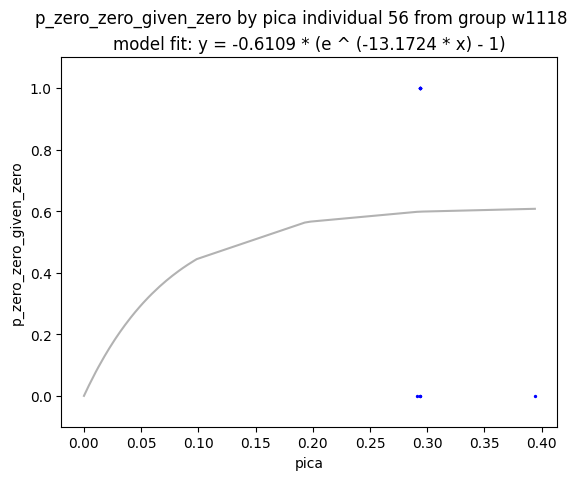 p_zero_zero_given_zero by pica individual 56 from group w1118
model fit: y = -0.6109 * (e ^ (-13.1724 * x) - 1)
1.0
0.8
0.6
0.4
0.2
0.0
p_zero_zero_given_zero
0.00 0.05 0.10 0.15 0.20 0.25 0.30 0.35 0.40
pica